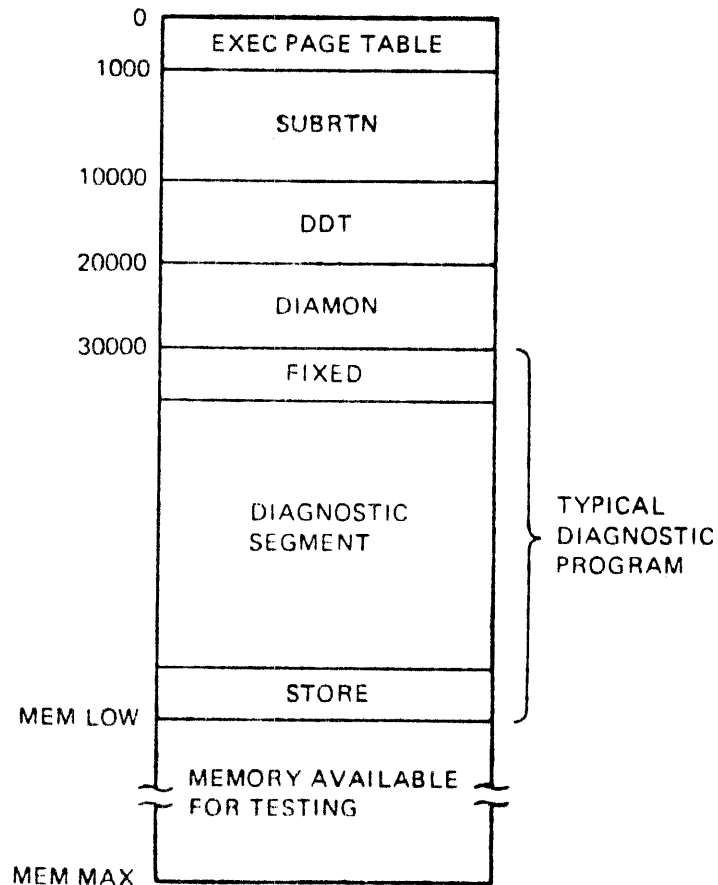 0
EXEC PAGE TABLE
1000
SUBRTN
10000
DDT
20000
DIAMON
30000
FIXED
DIAGNOSTIC
SEGMENT
TYPICAL
DIAGNOSTIC
PROGRAM
STORE
MEM LOW
MEMORY AVAILABLE
FOR TESTING
MEM MAX